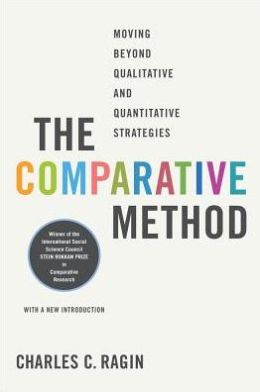 MOVING
BEYOND
QUALITATIVE
AND
QUANTITATIVE
STRATEGIES
THE
COMPARATIVE
METHOD
Winner of the
International Social
Science Council
STEIN ROKKAN PRIZE
in
Comparative
Research
WITH A NEW INTRODUCTION
CHARLES C. RAGIN